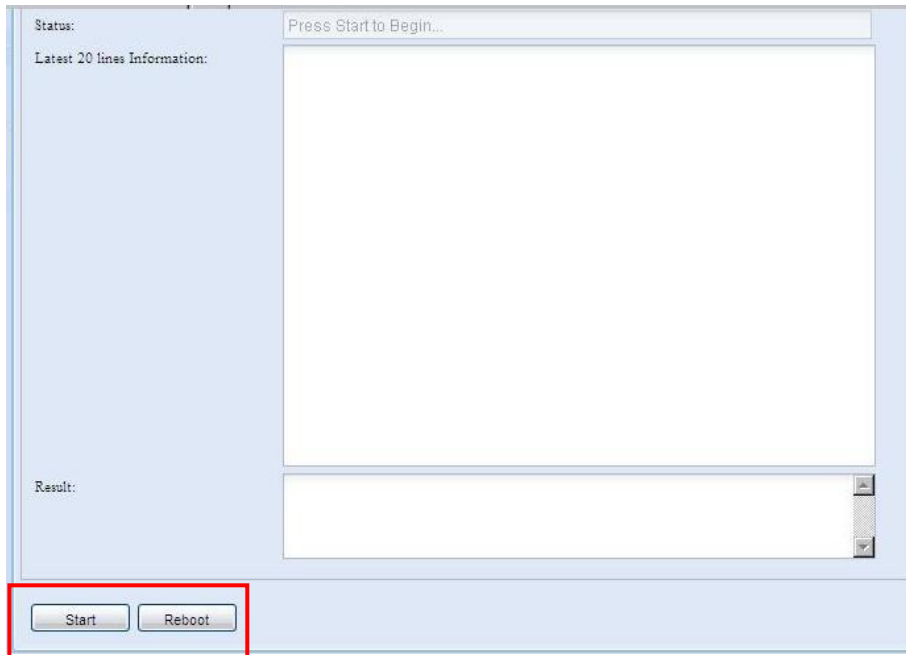 Status:
Press Start to Begin...
Latest 20 lines Information:
Result:
Start
Reboot